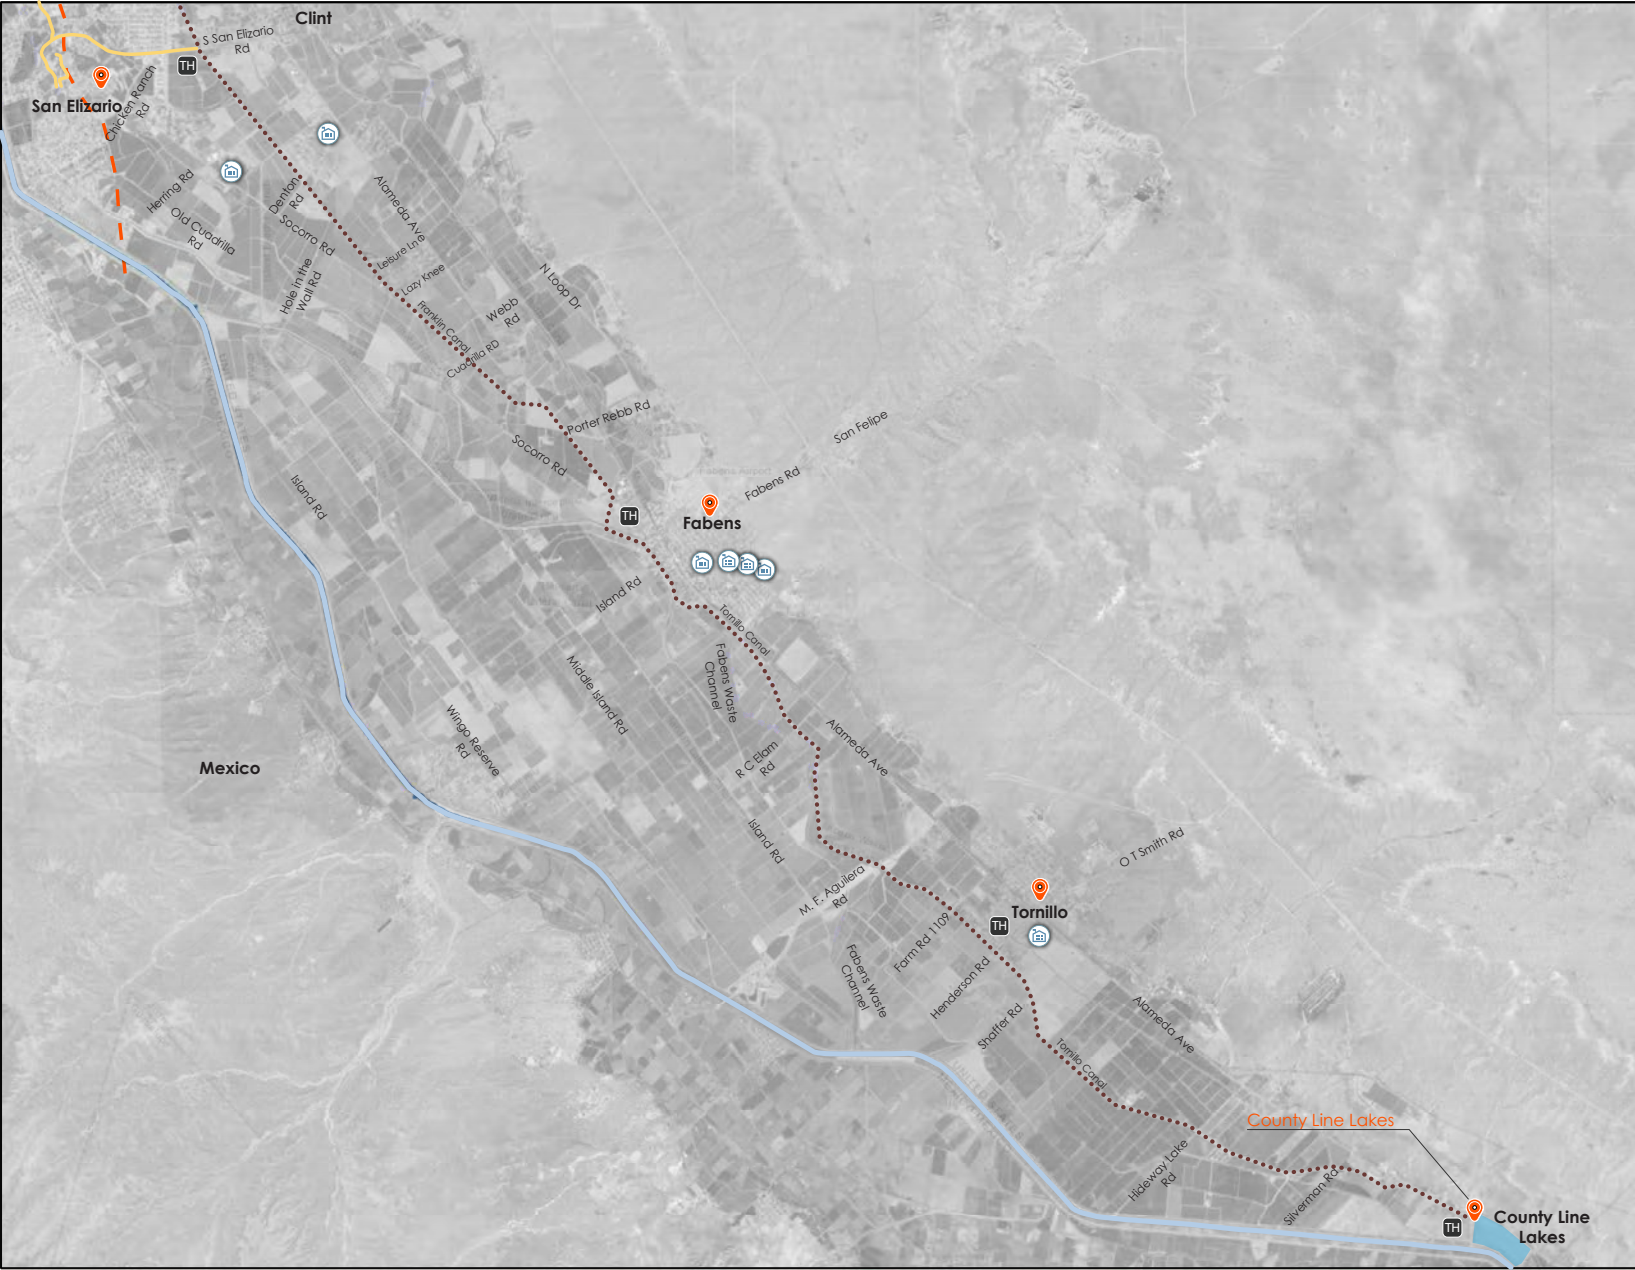 Clint
S San Elizario
Rd
TH
San Elizario
Chicken Ranch
Rd
Herring Rd
Old Cuadrilla
Rd
Denton
Rd
Socorro Rd
Alameda Ave
Leisure Ln
Lazy Knee
Hole in the
Wall Rd
Franklin Canal
Webb
Rd
N Loop Dr
Cuadrilla RD
Porter Rebb Rd
San Felipe
Socorro Rd
Fabens Airport
Fabens Rd
Island Rd
TH
Fabens
Island Rd
Tornillo Canal
Fabens Waste
Channel
Middle Island Rd
Wingo Reserve
Rd
Alameda Ave
R C Elam
Rd
Mexico
Island Rd
O T Smith Rd
M. F. Aguilera
Rd
Tornillo
TH
Farm Rd 1109
Fabens Waste
Channel
Henderson Rd
Shaffer Rd
Alameda Ave
Tornillo Canal
County Line Lakes
Hideway Lake
Rd
Silverman Rd
TH
County Line
Lakes